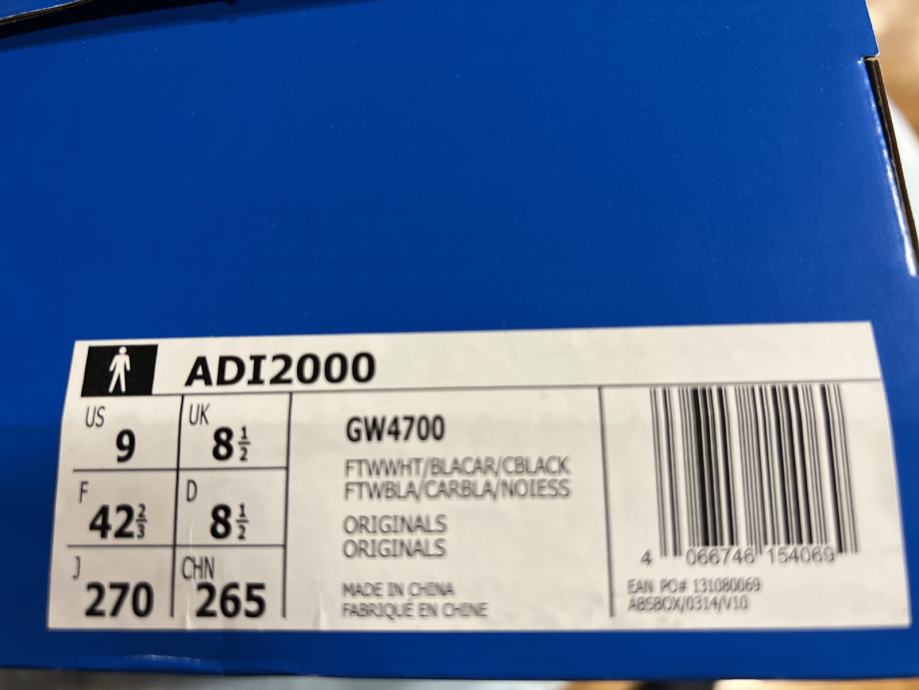 ADI2000
US
9
UK
8 1/2
F
42 2/3
D
8 1/2
J
270
CHN
265
GW4700
FTWWHT/BLACAR/CBLACK
FTWBLA/CARBLA/NOIESS
ORIGINALS
ORIGINALS
MADE IN CHINA
FABRIQUÉ EN CHINE
4 066746 154069
EAN PO# 131080069
ABSBOX/0314/V10